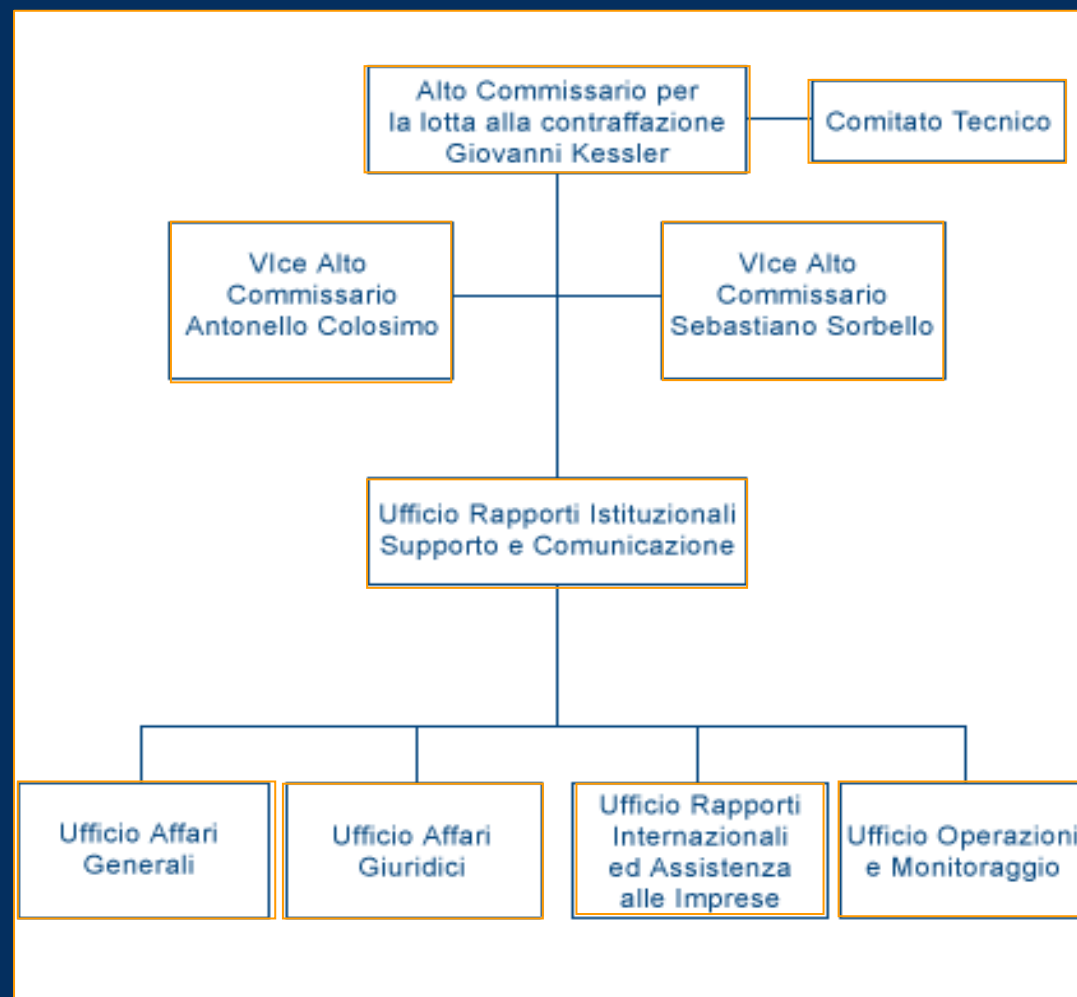 Alto Commissario per
la lotta alla contraffazione
Giovanni Kessler
Comitato Tecnico
VIce Alto
Commissario
Antonello Colosimo
VIce Alto
Commissario
Sebastiano Sorbello
Ufficio Rapporti Istituzionali
Supporto e Comunicazione
Ufficio Affari
Generali
Ufficio Affari
Giuridici
Ufficio Rapporti
Internazionali
ed Assistenza
alle Imprese
Ufficio Operazioni
e Monitoraggio